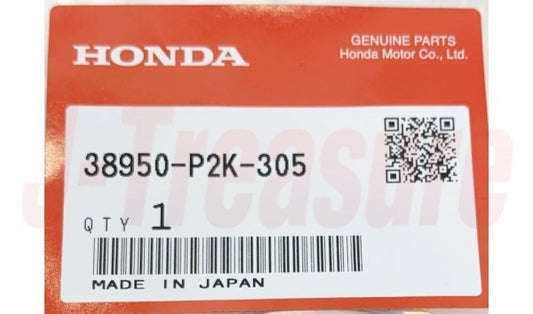 HONDA
GENUINE PARTS
Honda Motor Co., Ltd.
38950-P2K-305
QTY 1
MADE IN JAPAN
J-Treasure